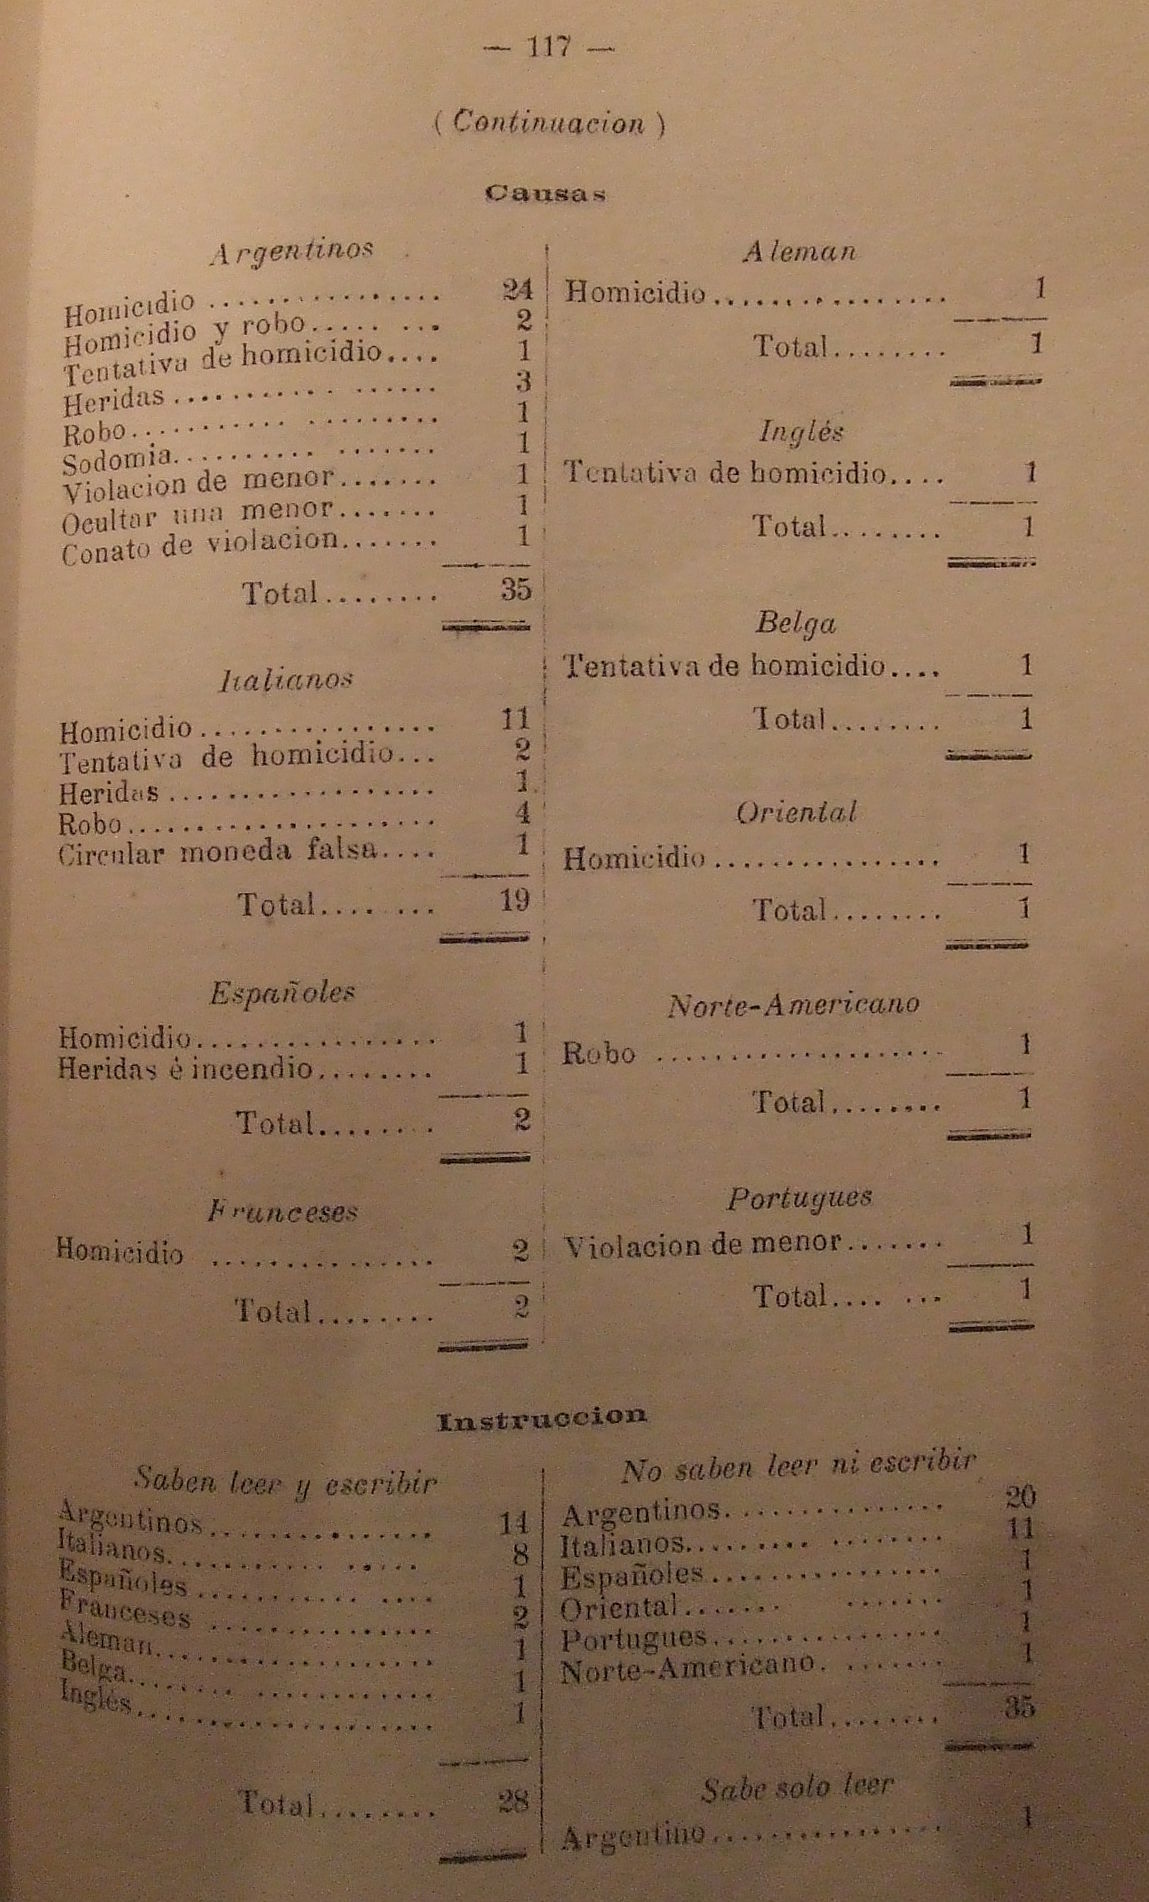 — 117 —
( Continuacion )
Causas
Argentinos
Homicidio ................ 24
Homicidio y robo..... ... 2
Tentativa de homicidio.... 1
Heridas ........... ...... 3
Robo........... ......... 1
Sodomia.......... ....... 1
Violacion de menor....... 1
Ocultar una menor....... 1
Conato de violacion....... 1
Total........ 35
Italianos
Homicidio................ 11
Tentativa de homicidio... 2
Heridas .................. 1
Robo..................... 4
Circular moneda falsa.... 1
Total.... ... 19
Españoles
Homicidio................ 1
Heridas é incendio........ 1
Total........ 2
Franceses
Homicidio ............... 2
Total........ 2
Aleman
Homicidio................ 1
Total........ 1
Inglés
Tentativa de homicidio.... 1
Total........ 1
Belga
Tentativa de homicidio.... 1
Total........ 1
Oriental
Homicidio................ 1
Total........ 1
Norte-Americano
Robo .................... 1
Total........ 1
Portugues
Violacion de menor....... 1
Total.... ... 1
Instruccion
Saben leer y escribir
Argentinos............... 14
Italianos........... ..... 8
Españoles........... .... 1
Franceses ............... 2
Aleman................... 1
Belga........ ............ 1
Inglés..................... 1
Total........ 28
No saben leer ni escribir
Argentinos............... 20
Italianos......... ........ 11
Españoles................ 1
Oriental....... ....... 1
Portugues................ 1
Norte-Americano. ....... 1
Total........ 35
Sabe solo leer
Argentino................ 1